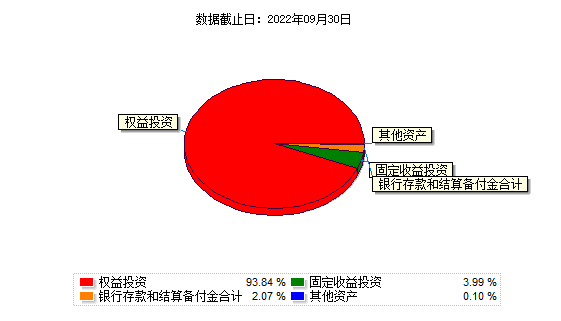 数据截止日：2022年09月30日
权益投资
其他资产
固定收益投资
银行存款和结算备付金合计
权益投资 93.84 % 固定收益投资 3.99 %
银行存款和结算备付金合计 2.07 % 其他资产 0.10 %